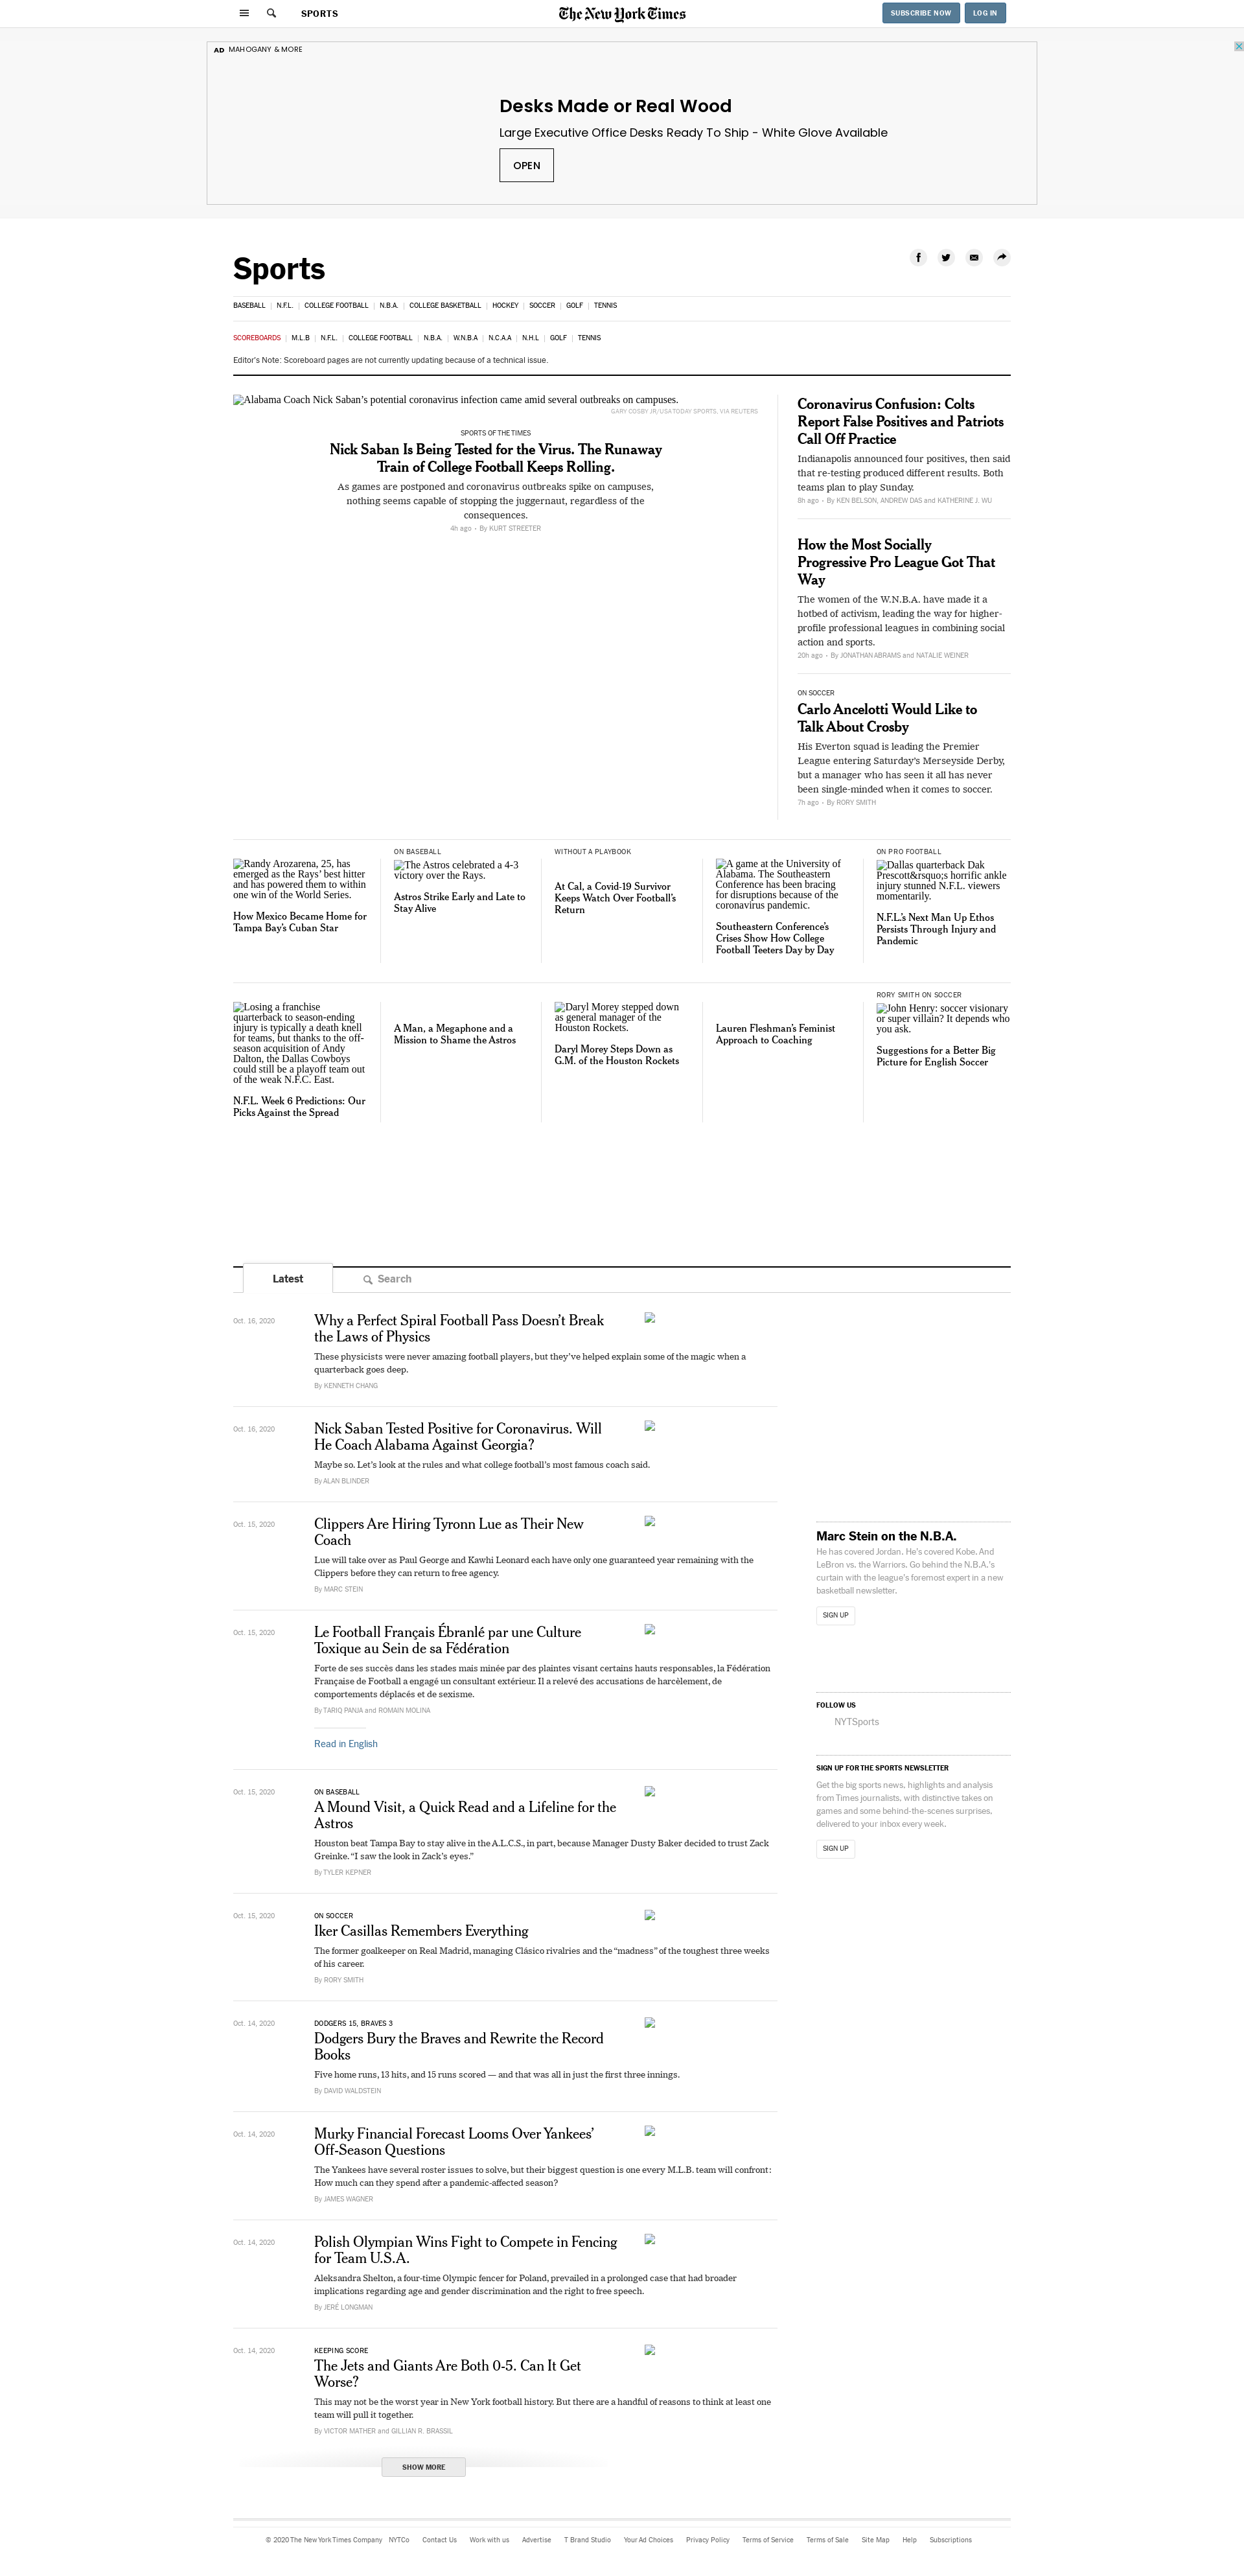 SPORTS
The New York Times
SUBSCRIBE NOW
LOG IN
AD MAHOGANY & MORE
Desks Made or Real Wood
Large Executive Office Desks Ready To Ship - White Glove Available
OPEN
Sports
BASEBALL | N.F.L. | COLLEGE FOOTBALL | N.B.A. | COLLEGE BASKETBALL | HOCKEY | SOCCER | GOLF | TENNIS
SCOREBOARDS | M.L.B | N.F.L. | COLLEGE FOOTBALL | N.B.A. | W.N.B.A | N.C.A.A | N.H.L | GOLF | TENNIS
Editor's Note: Scoreboard pages are not currently updating because of a technical issue.
Alabama Coach Nick Saban's potential coronavirus infection came amid several outbreaks on campuses.
GARY COSBY JR/USA TODAY SPORTS, VIA REUTERS
SPORTS OF THE TIMES
Nick Saban Is Being Tested for the Virus. The Runaway
Train of College Football Keeps Rolling.
As games are postponed and coronavirus outbreaks spike on campuses,
nothing seems capable of stopping the juggernaut, regardless of the
consequences.
4h ago • By KURT STREETER
Coronavirus Confusion: Colts
Report False Positives and Patriots
Call Off Practice
Indianapolis announced four positives, then said
that re-testing produced different results. Both
teams plan to play Sunday.
8h ago • By KEN BELSON, ANDREW DAS and KATHERINE J. WU
How the Most Socially
Progressive Pro League Got That
Way
The women of the W.N.B.A. have made it a
hotbed of activism, leading the way for higher-
profile professional leagues in combining social
action and sports.
20h ago • By JONATHAN ABRAMS and NATALIE WEINER
ON SOCCER
Carlo Ancelotti Would Like to
Talk About Crosby
His Everton squad is leading the Premier
League entering Saturday's Merseyside Derby,
but a manager who has seen it all has never
been single-minded when it comes to soccer.
7h ago • By RORY SMITH
Randy Arozarena, 25, has
emerged as the Rays' best hitter
and has powered them to within
one win of the World Series.
How Mexico Became Home for
Tampa Bay's Cuban Star
ON BASEBALL
The Astros celebrated a 4-3
victory over the Rays.
Astros Strike Early and Late to
Stay Alive
WITHOUT A PLAYBOOK
At Cal, a Covid-19 Survivor
Keeps Watch Over Football's
Return
A game at the University of
Alabama. The Southeastern
Conference has been bracing
for disruptions because of the
coronavirus pandemic.
Southeastern Conference's
Crises Show How College
Football Teeters Day by Day
ON PRO FOOTBALL
Dallas quarterback Dak
Prescott&rsquo;s horrific ankle
injury stunned N.F.L. viewers
momentarily.
N.F.L.'s Next Man Up Ethos
Persists Through Injury and
Pandemic
Losing a franchise
quarterback to season-ending
injury is typically a death knell
for teams, but thanks to the off-
season acquisition of Andy
Dalton, the Dallas Cowboys
could still be a playoff team out
of the weak N.F.C. East.
N.F.L. Week 6 Predictions: Our
Picks Against the Spread
A Man, a Megaphone and a
Mission to Shame the Astros
Daryl Morey stepped down
as general manager of the
Houston Rockets.
Daryl Morey Steps Down as
G.M. of the Houston Rockets
Lauren Fleshman's Feminist
Approach to Coaching
RORY SMITH ON SOCCER
John Henry: soccer visionary
or super villain? It depends who
you ask.
Suggestions for a Better Big
Picture for English Soccer
Latest
Search
Oct. 16, 2020
Why a Perfect Spiral Football Pass Doesn't Break
the Laws of Physics
These physicists were never amazing football players, but they've helped explain some of the magic when a
quarterback goes deep.
By KENNETH CHANG
Oct. 16, 2020
Nick Saban Tested Positive for Coronavirus. Will
He Coach Alabama Against Georgia?
Maybe so. Let's look at the rules and what college football's most famous coach said.
By ALAN BLINDER
Oct. 15, 2020
Clippers Are Hiring Tyronn Lue as Their New
Coach
Lue will take over as Paul George and Kawhi Leonard each have only one guaranteed year remaining with the
Clippers before they can return to free agency.
By MARC STEIN
Oct. 15, 2020
Le Football Français Ébranlé par une Culture
Toxique au Sein de sa Fédération
Forte de ses succès dans les stades mais minée par des plaintes visant certains hauts responsables, la Fédération
Française de Football a engagé un consultant extérieur. Il a relevé des accusations de harcèlement, de
comportements déplacés et de sexisme.
By TARIQ PANJA and ROMAIN MOLINA
Read in English
Oct. 15, 2020
ON BASEBALL
A Mound Visit, a Quick Read and a Lifeline for the
Astros
Houston beat Tampa Bay to stay alive in the A.L.C.S., in part, because Manager Dusty Baker decided to trust Zack
Greinke. “I saw the look in Zack's eyes.”
By TYLER KEPNER
Oct. 15, 2020
ON SOCCER
Iker Casillas Remembers Everything
The former goalkeeper on Real Madrid, managing Clásico rivalries and the “madness” of the toughest three weeks
of his career.
By RORY SMITH
Oct. 14, 2020
DODGERS 15, BRAVES 3
Dodgers Bury the Braves and Rewrite the Record
Books
Five home runs, 13 hits, and 15 runs scored — and that was all in just the first three innings.
By DAVID WALDSTEIN
Oct. 14, 2020
Murky Financial Forecast Looms Over Yankees'
Off-Season Questions
The Yankees have several roster issues to solve, but their biggest question is one every M.L.B. team will confront:
How much can they spend after a pandemic-affected season?
By JAMES WAGNER
Oct. 14, 2020
Polish Olympian Wins Fight to Compete in Fencing
for Team U.S.A.
Aleksandra Shelton, a four-time Olympic fencer for Poland, prevailed in a prolonged case that had broader
implications regarding age and gender discrimination and the right to free speech.
By JERÉ LONGMAN
Oct. 14, 2020
KEEPING SCORE
The Jets and Giants Are Both 0-5. Can It Get
Worse?
This may not be the worst year in New York football history. But there are a handful of reasons to think at least one
team will pull it together.
By VICTOR MATHER and GILLIAN R. BRASSIL
SHOW MORE
Marc Stein on the N.B.A.
He has covered Jordan. He's covered Kobe. And
LeBron vs. the Warriors. Go behind the N.B.A.'s
curtain with the league's foremost expert in a new
basketball newsletter.
SIGN UP
FOLLOW US
NYTSports
SIGN UP FOR THE SPORTS NEWSLETTER
Get the big sports news, highlights and analysis
from Times journalists, with distinctive takes on
games and some behind-the-scenes surprises,
delivered to your inbox every week.
SIGN UP
© 2020 The New York Times Company NYTCo Contact Us Work with us Advertise T Brand Studio Your Ad Choices Privacy Policy Terms of Service Terms of Sale Site Map Help Subscriptions